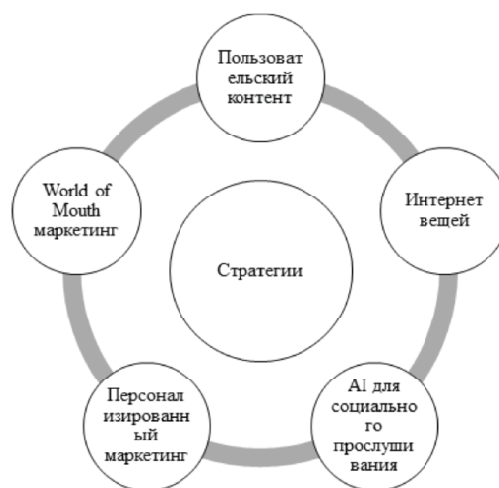 Пользоват
ельский
контент
World of
Mouth
маркетинг
Интернет
вещей
Стратегии
Персонал
изированн
ый
маркетинг
AI для
социально
го
прослуши
вания